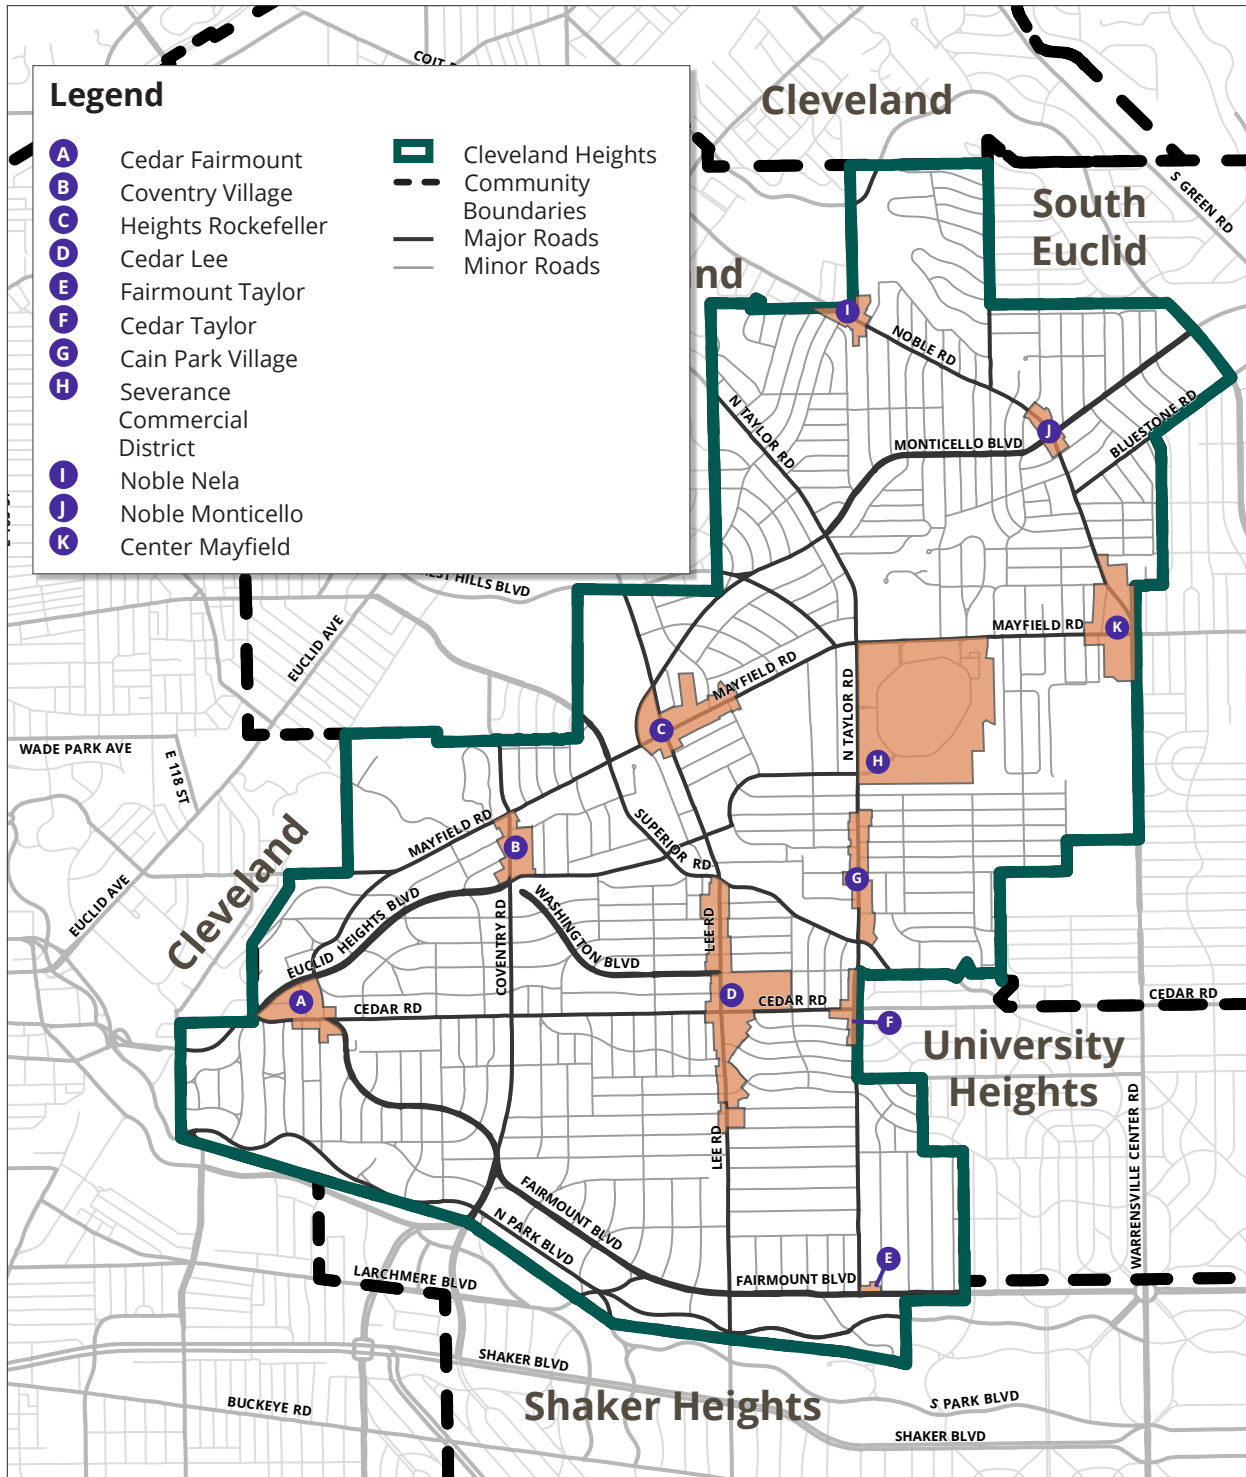 COIT
Cleveland
Legend
A Cedar Fairmount
B Coventry Village
C Heights Rockefeller
D Cedar Lee
E Fairmount Taylor
F Cedar Taylor
G Cain Park Village
H Severance
Commercial
District
I Noble Nela
J Noble Monticello
K Center Mayfield
Cleveland Heights
Community
Boundaries
Major Roads
Minor Roads
S GREEN RD
South
Euclid
nd
I
NOBLE RD
N TAYLOR RD
J
MONTICELLO BLVD
BLUESTONE RD
HILLS BLVD
EUCLID AVE
MAYFIELD RD
K
MAYFIELD RD
N TAYLOR RD
C
H
WADE PARK AVE
E 118 ST
MAYFIELD RD
SUPERIOR RD
B
Cleveland
EUCLID AVE
G
EUCLID HEIGHTS BLVD
WASHINGTON BLVD
COVENTRY RD
LEE RD
A
D
CEDAR RD
CEDAR RD
CEDAR RD
F
University
Heights
WARRENSVILLE CENTER RD
LEE RD
FAIRMOUNT BLVD
N PARK BLVD
E
FAIRMOUNT BLVD
LARCHMERE BLVD
SHAKER BLVD
Shaker Heights
S PARK BLVD
BUCKEYE RD
SHAKER BLVD